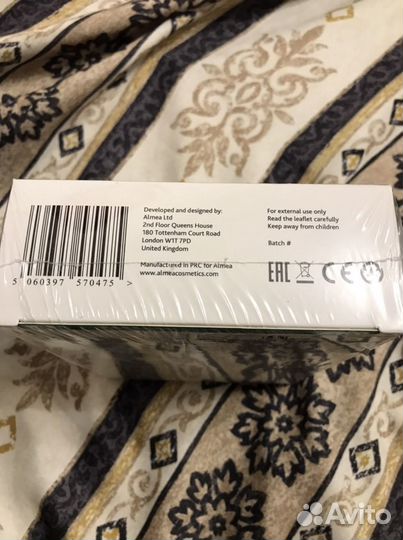 Developed and designed by:
Almea Ltd
2nd Floor Queens House
180 Tottenham Court Road
London W1T 7PD
United Kingdom
Manufactured in PRC for Almea
www.almeacosmetics.com
For external use only
Read the leaflet carefully
Keep away from children
Batch #
5 060397 570475 >
EAC CE
Avito